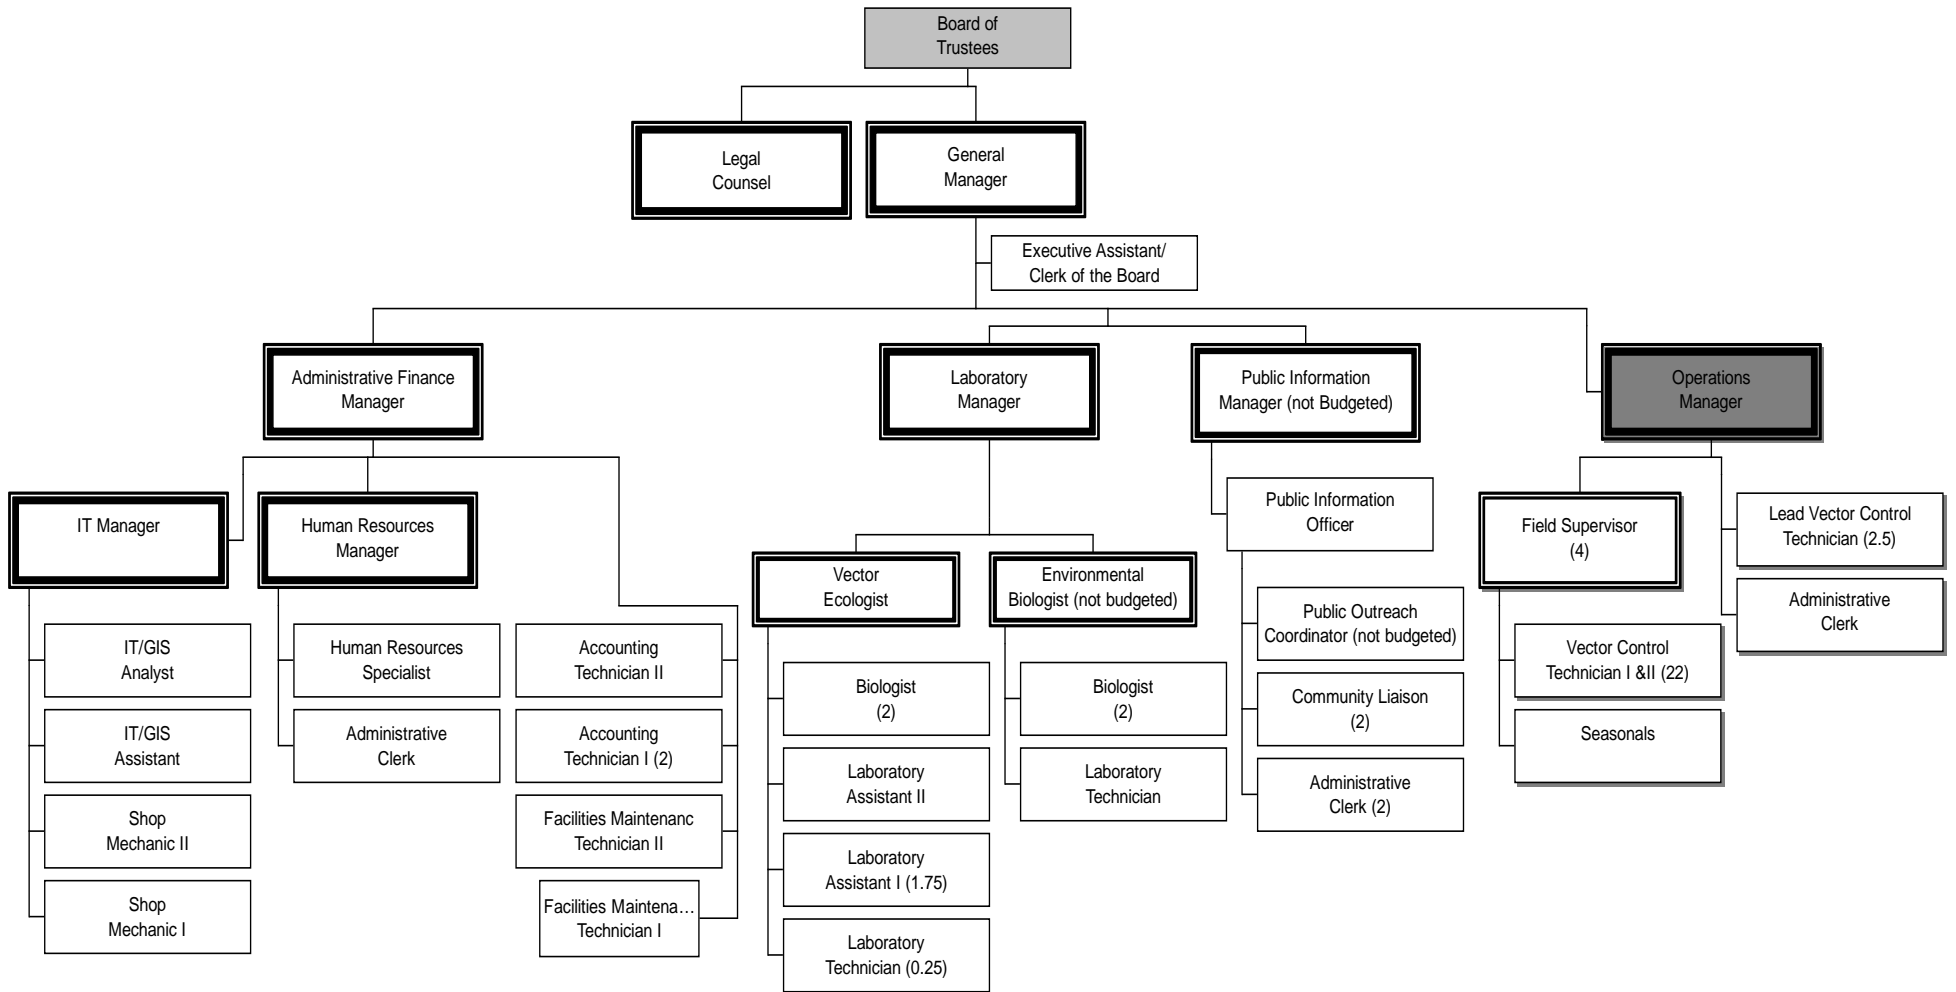 Board of
Trustees
Legal
Counsel
General
Manager
Executive Assistant/
Clerk of the Board
Administrative Finance
Manager
Laboratory
Manager
Public Information
Manager (not Budgeted)
Operations
Manager
IT Manager
Human Resources
Manager
Public Information
Officer
Field Supervisor
(4)
Lead Vector Control
Technician (2.5)
Vector
Ecologist
Environmental
Biologist (not budgeted)
Administrative
Clerk
IT/GIS
Analyst
Human Resources
Specialist
Accounting
Technician II
Public Outreach
Coordinator (not budgeted)
Vector Control
Technician I &II (22)
Biologist
(2)
Biologist
(2)
Community Liaison
(2)
IT/GIS
Assistant
Administrative
Clerk
Accounting
Technician I (2)
Seasonals
Laboratory
Assistant II
Laboratory
Technician
Administrative
Clerk (2)
Shop
Mechanic II
Facilities Maintenanc
Technician II
Laboratory
Assistant I (1.75)
Shop
Mechanic I
Facilities Maintena…
Technician I
Laboratory
Technician (0.25)